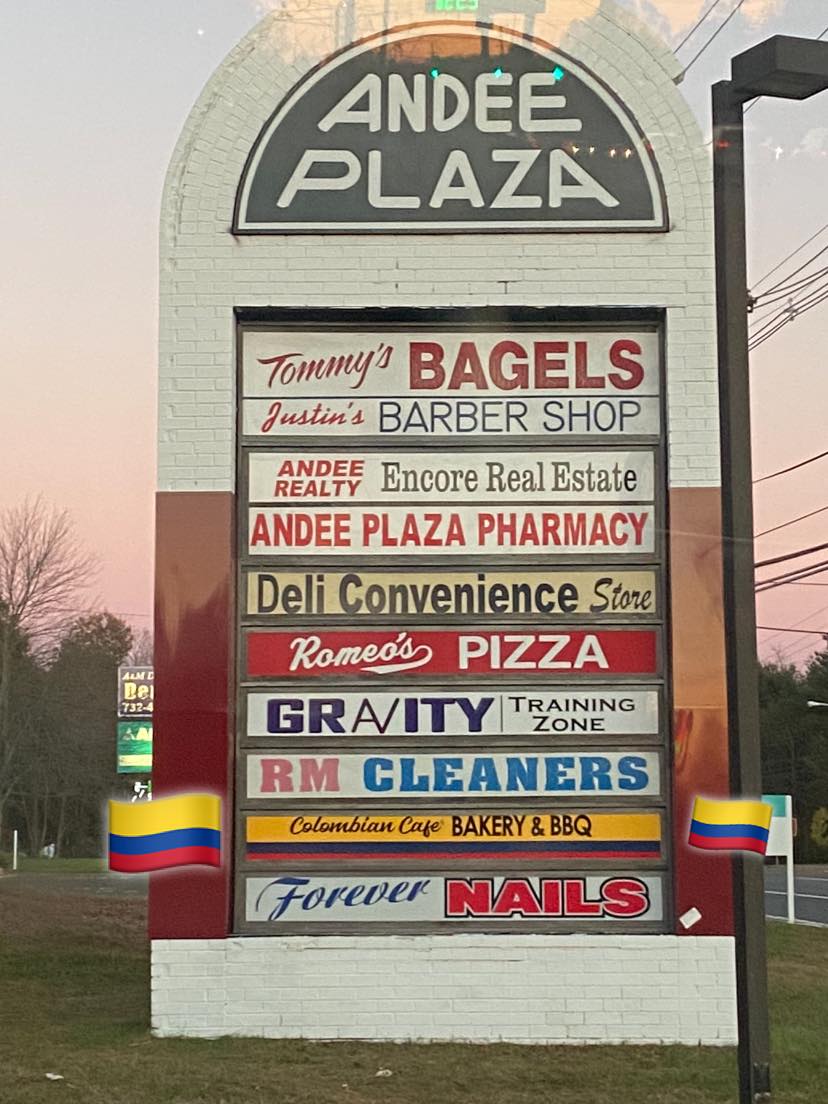 ANDEE
PLAZA
Tommy's BAGELS
Justin's BARBER SHOP
ANDEE
REALTY
Encore Real Estate
ANDEE PLAZA PHARMACY
Deli Convenience Store
Romeo's PIZZA
GRAVITY
TRAINING
ZONE
RM CLEANERS
Colombian Cafe BAKERY & BBQ
Forever NAILS